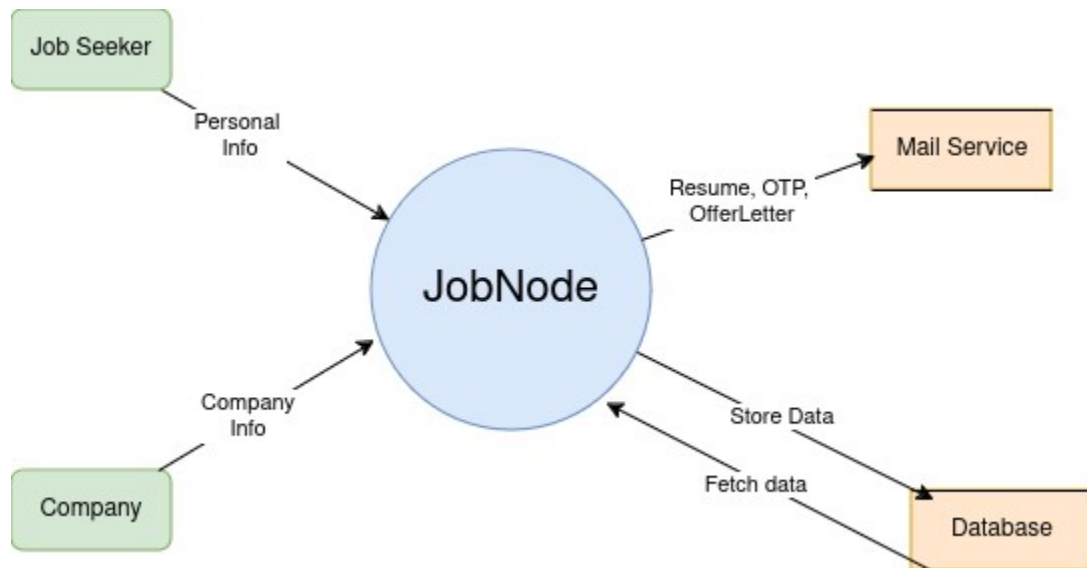 Job Seeker
Personal
Info
Mail Service
Resume, OTP,
OfferLetter
JobNode
Company
Info
Store Data
Fetch data
Company
Database